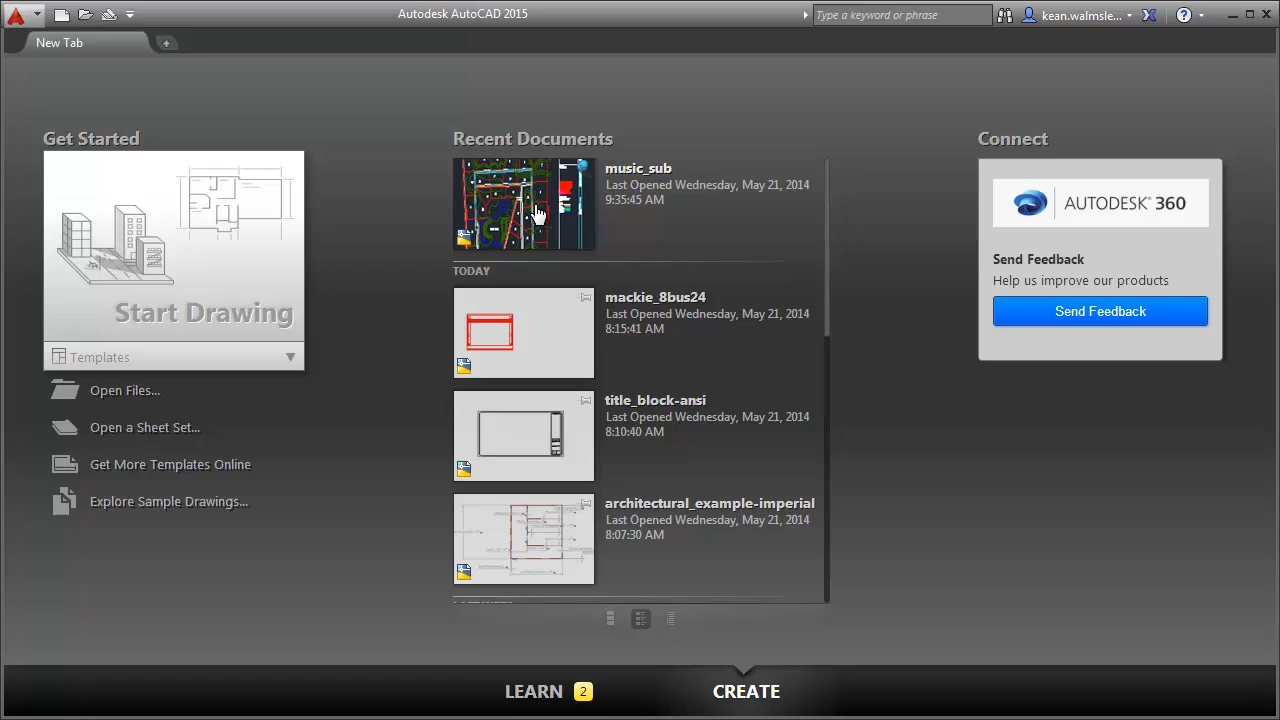 Autodesk AutoCAD 2015
Type a keyword or phrase
kean.walmsle...
New Tab
Get Started
Start Drawing
Templates
Open Files...
Open a Sheet Set...
Get More Templates Online
Explore Sample Drawings...
Recent Documents
music_sub
Last Opened Wednesday, May 21, 2014
9:35:45 AM
TODAY
mackie_8bus24
Last Opened Wednesday, May 21, 2014
8:15:41 AM
title_block-ansi
Last Opened Wednesday, May 21, 2014
8:10:40 AM
architectural_example-imperial
Last Opened Wednesday, May 21, 2014
8:07:30 AM
Connect
AUTODESK® 360
Send Feedback
Help us improve our products
Send Feedback
LEARN 2
CREATE